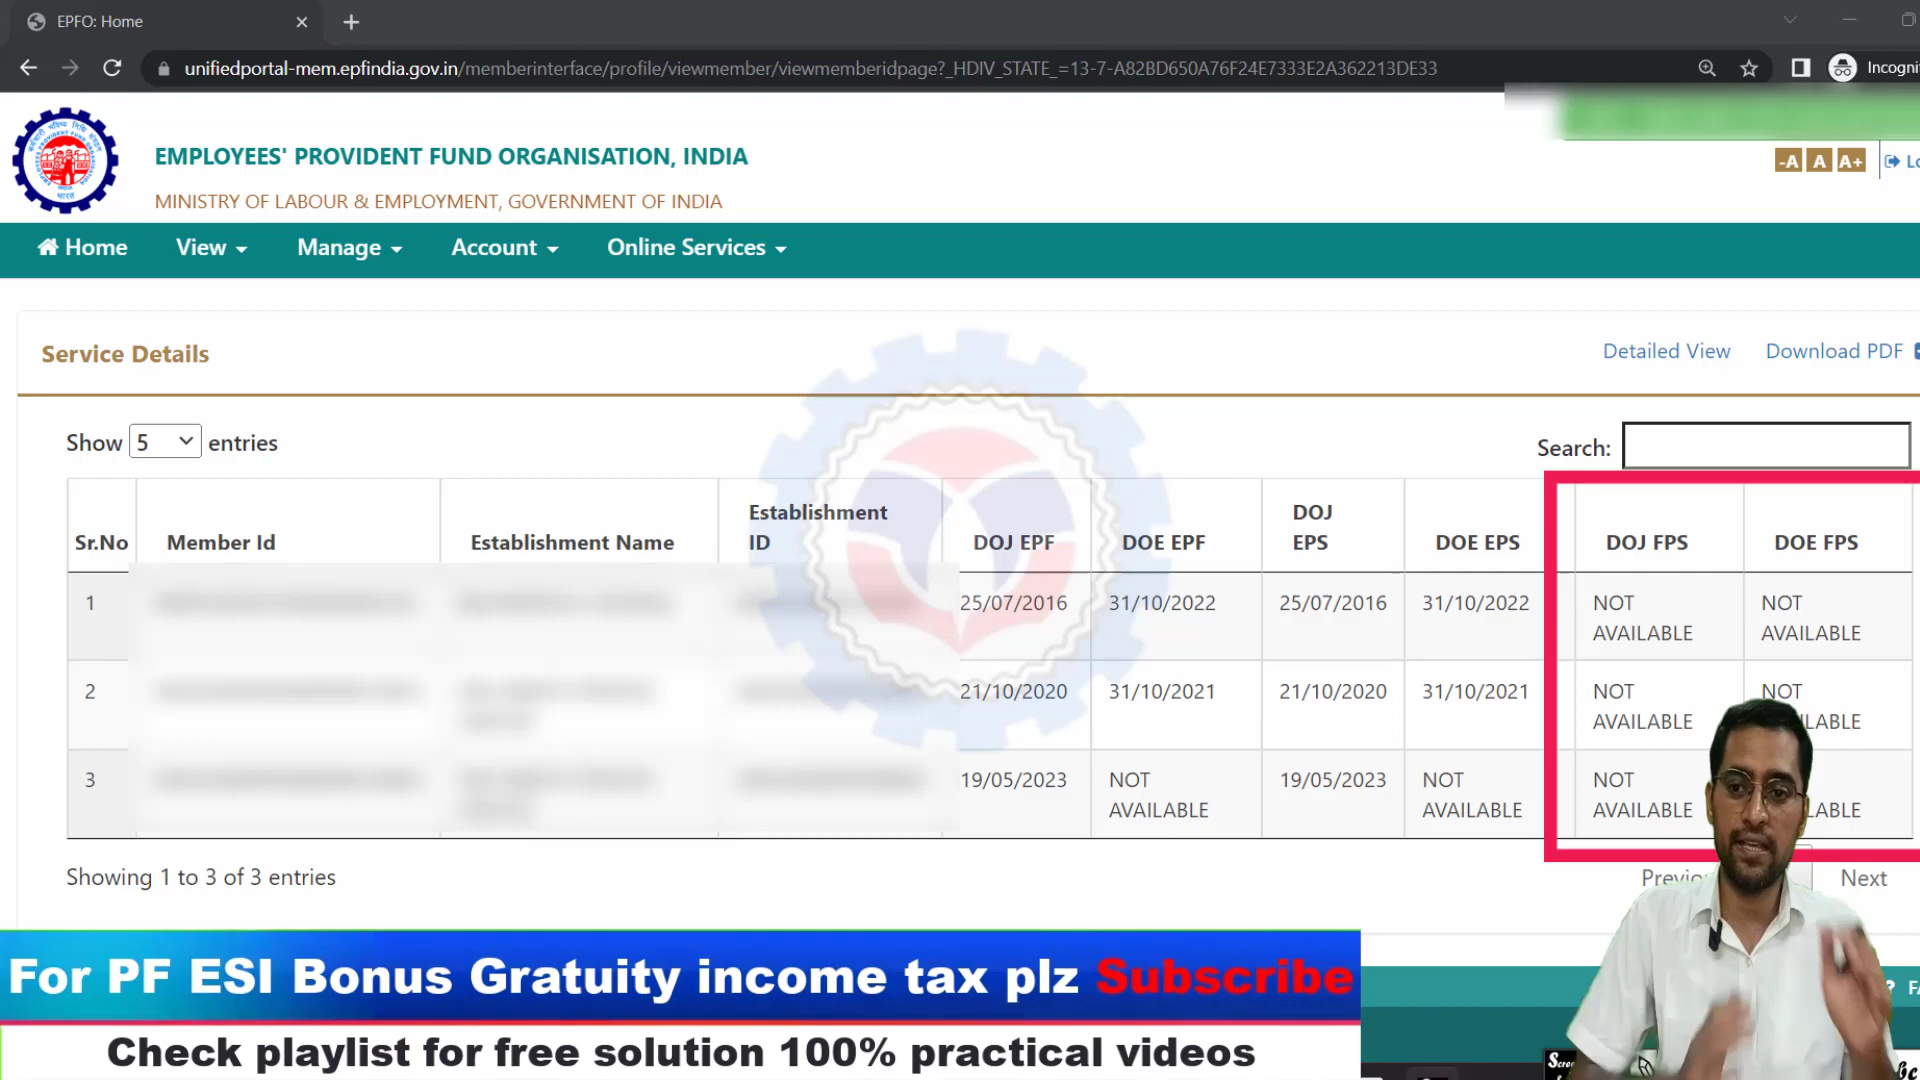 EPFO: Home
unifiedportal-mem.epfindia.gov.in/memberinterface/profile/viewmember/viewmemberidpage?_HDIV_STATE_=13-7-A82BD650A76F24E7333E2A362213DE33
EMPLOYEES' PROVIDENT FUND ORGANISATION, INDIA
-A A A+
MINISTRY OF LABOUR & EMPLOYMENT, GOVERNMENT OF INDIA
Home View Manage Account Online Services
Service Details
Detailed View Download PDF
Show 5 entries
Search:
Sr.No Member Id Establishment Name Establishment ID DOJ EPF DOE EPF DOJ EPS DOE EPS DOJ FPS DOE FPS
1 25/07/2016 31/10/2022 25/07/2016 31/10/2022 NOT AVAILABLE NOT AVAILABLE
2 21/10/2020 31/10/2021 21/10/2020 31/10/2021 NOT AVAILABLE NOT
3 19/05/2023 NOT AVAILABLE 19/05/2023 NOT AVAILABLE NOT AVAILABLE
Showing 1 to 3 of 3 entries
Next
For PF ESI Bonus Gratuity income tax plz Subscribe
Check playlist for free solution 100% practical videos